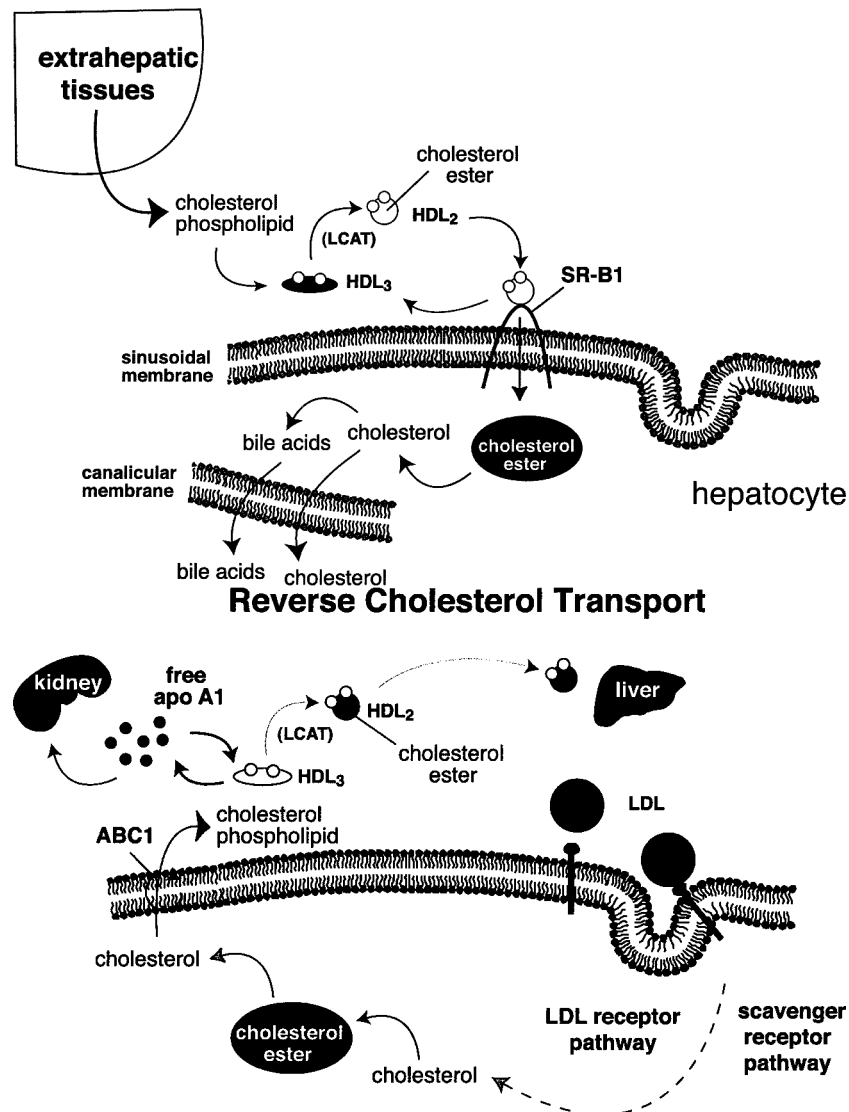 extrahepatic
tissues
cholesterol
ester
cholesterol
phospholipid
HDL2
(LCAT)
HDL3
SR-B1
sinusoidal
membrane
bile acids
cholesterol
cholesterol
ester
canalicular
membrane
hepatocyte
bile acids
cholesterol
Reverse Cholesterol Transport
kidney
free
apo A1
liver
HDL2
(LCAT)
cholesterol
ester
HDL3
LDL
cholesterol
phospholipid
ABC1
cholesterol
LDL receptor
pathway
scavenger
receptor
pathway
cholesterol
ester
cholesterol